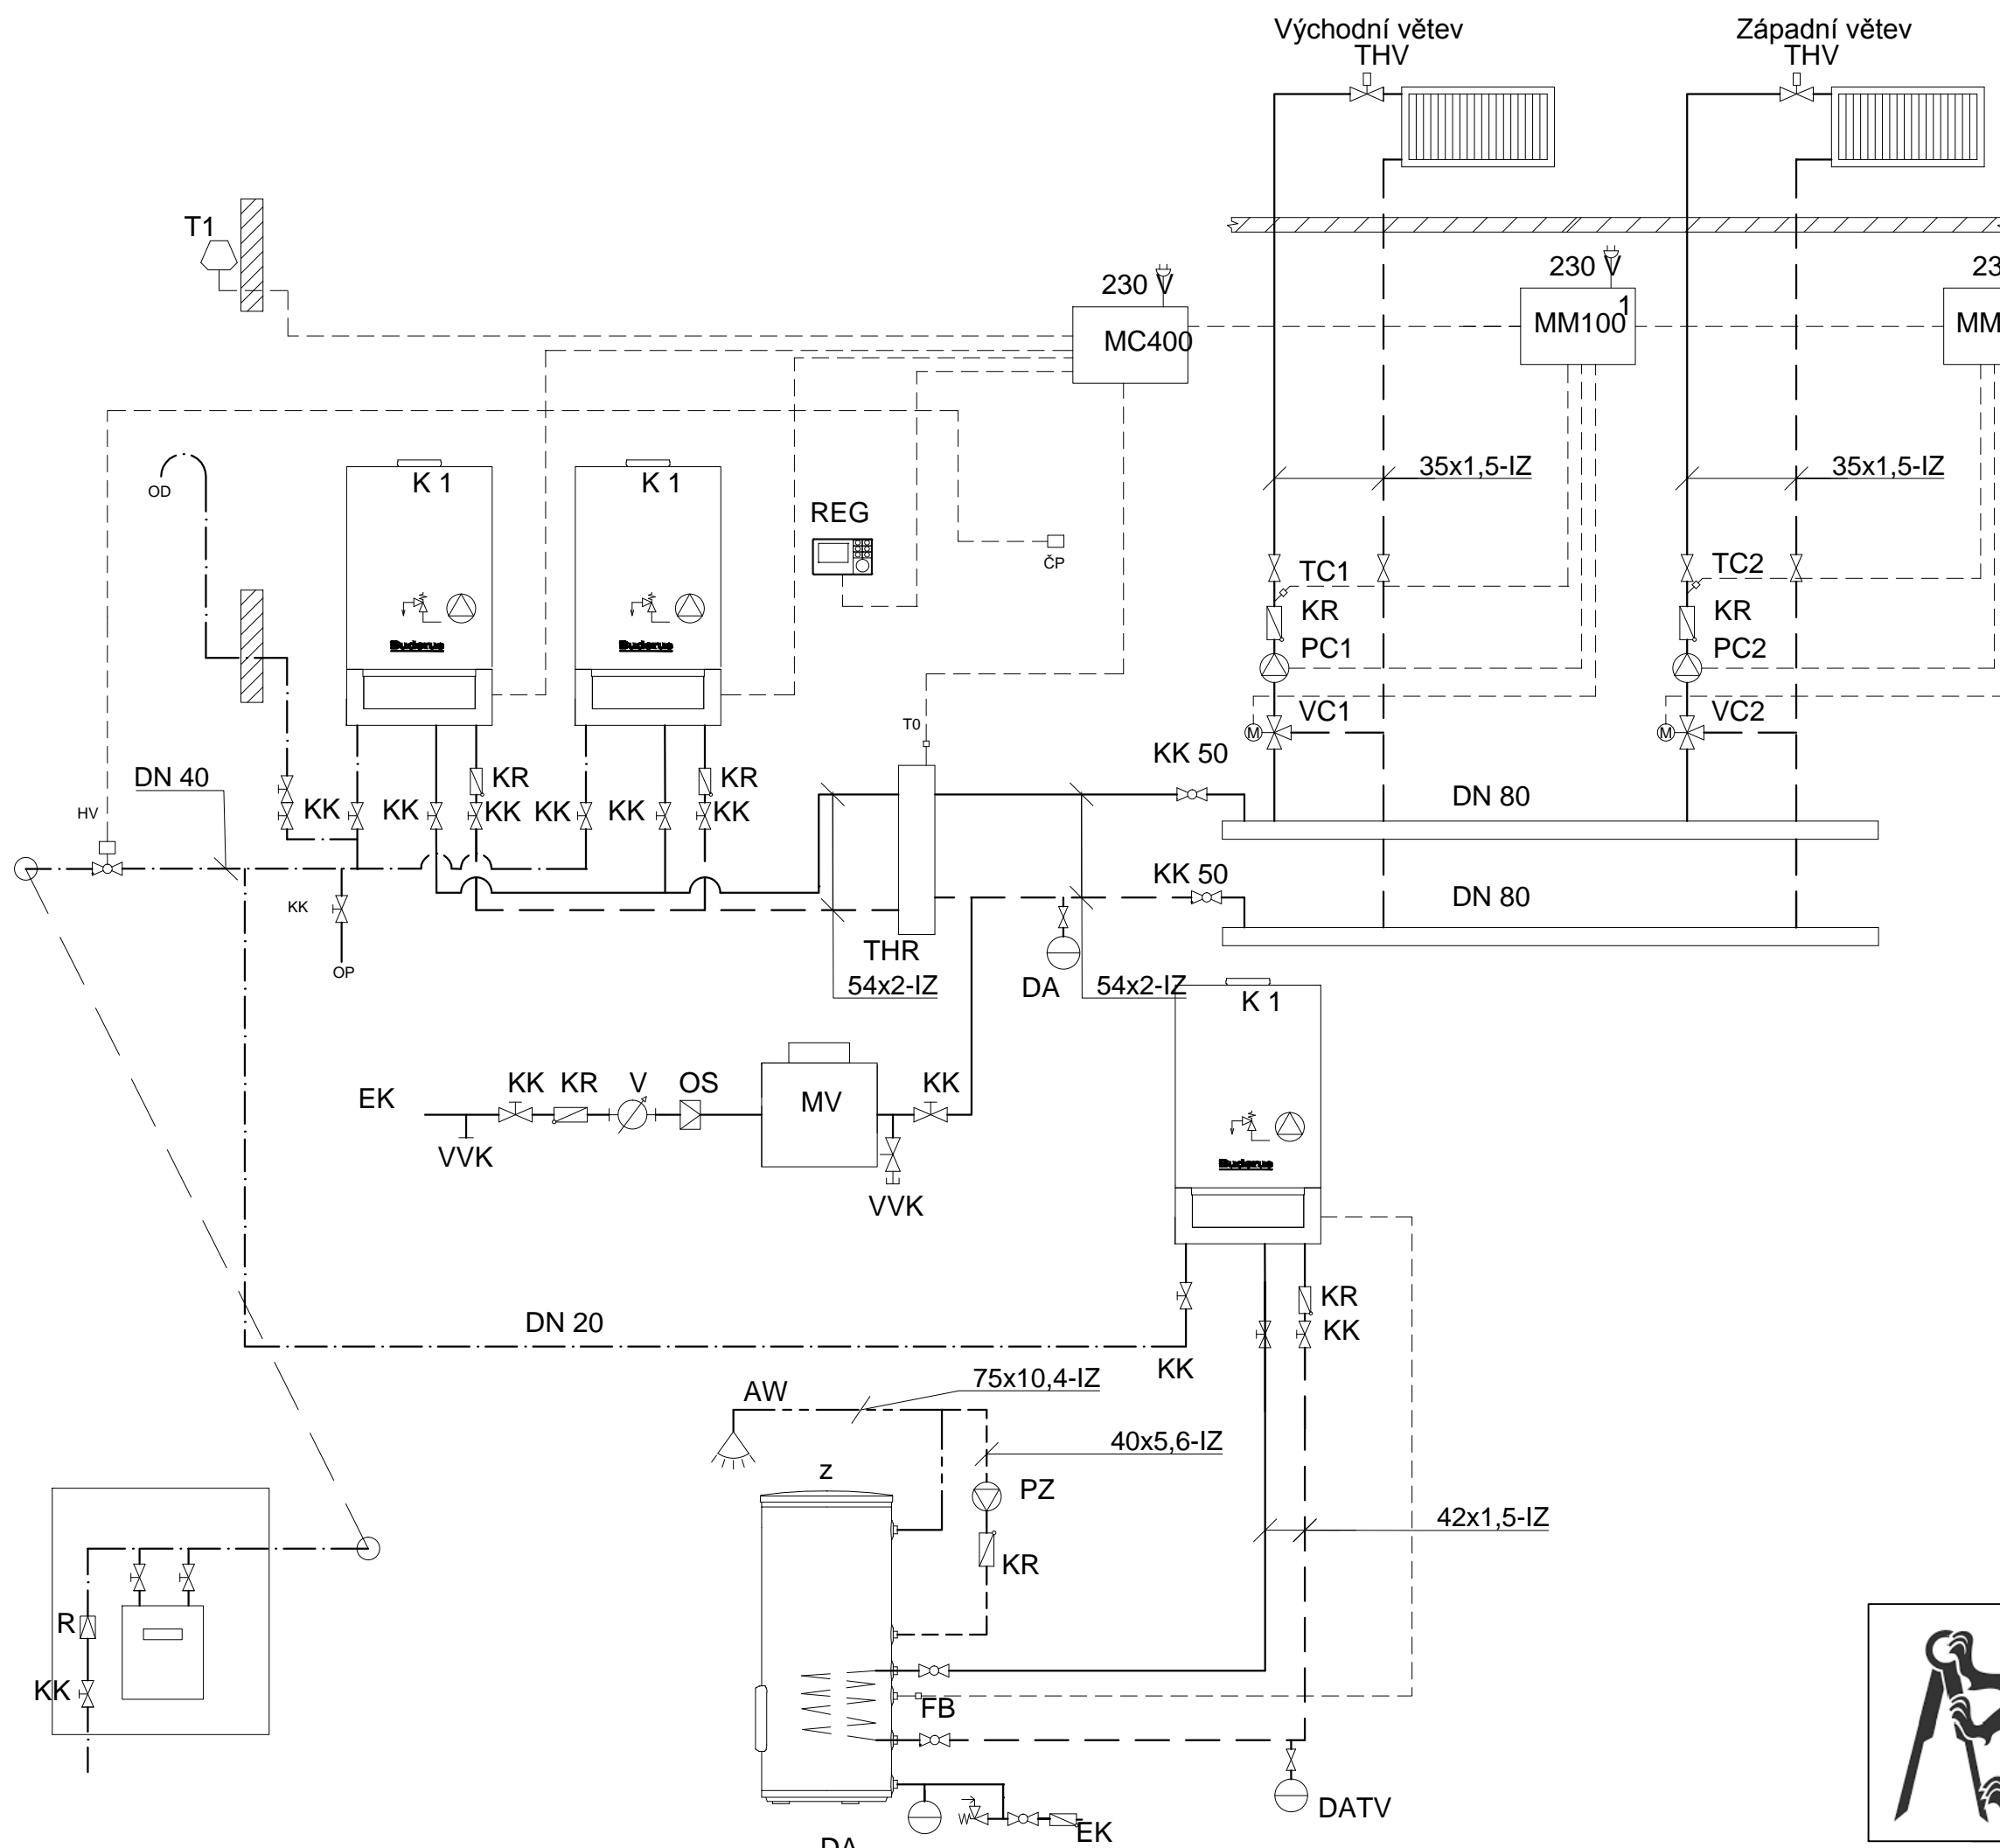 Východní větev
THV
Západní větev
THV
T1
230 V
MC400
230 V
1
MM100
OD
K 1
K 1
REG
ČP
35x1,5-IZ
35x1,5-IZ
TC1
KR
PC1
VC1
M
TC2
KR
PC2
VC2
M
Buderus
Buderus
T0
DN 40
HV
KK
KK
KR
KK
KK
KK
KR
KK
KK 50
DN 80
KK
OP
KK 50
DN 80
THR
54x2-IZ
DA
54x2-IZ
K 1
EK
KK
KR
V
OS
MV
KK
VVK
VVK
Buderus
DN 20
KR
KK
KK
AW
75x10,4-IZ
40x5,6-IZ
z
PZ
KR
42x1,5-IZ
R
KK
FB
W
EK
DATV
DA